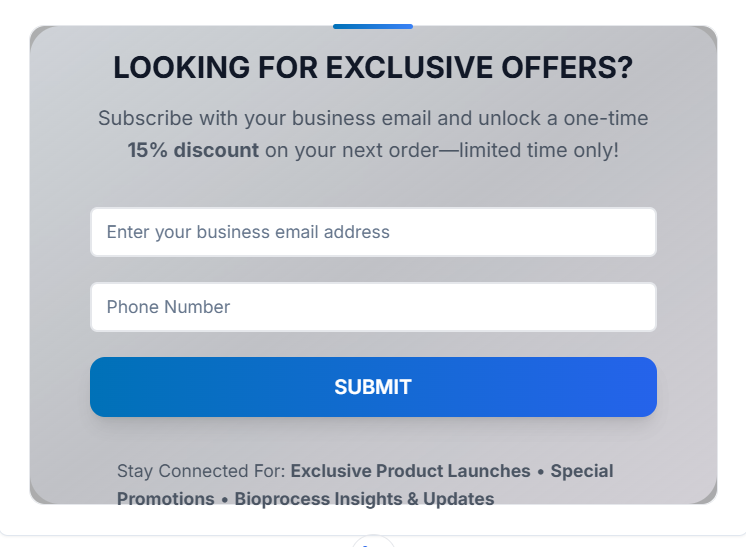 LOOKING FOR EXCLUSIVE OFFERS?
Subscribe with your business email and unlock a one-time
15% discount on your next order—limited time only!
Enter your business email address
Phone Number
SUBMIT
Stay Connected For: Exclusive Product Launches • Special
Promotions • Bioprocess Insights & Updates